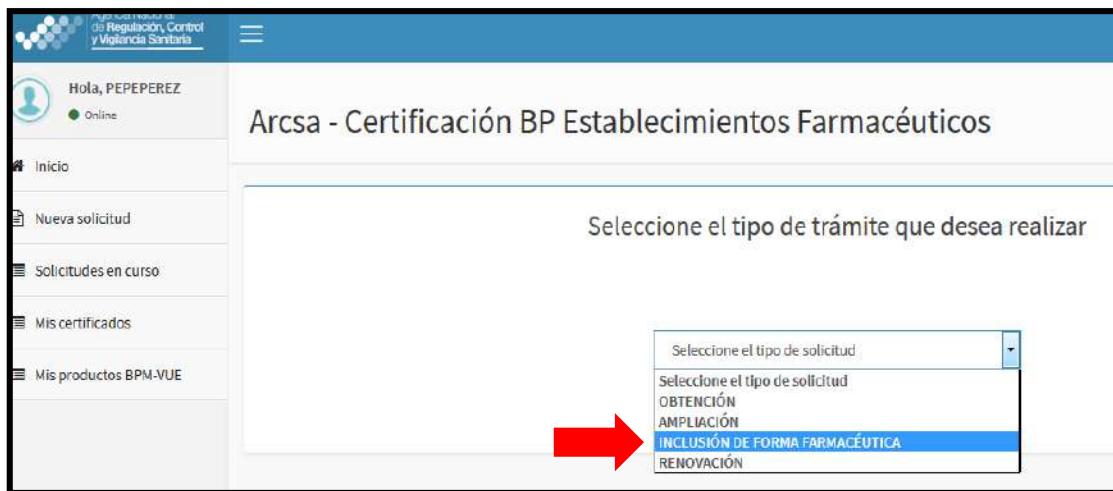 Agencia Nacional
de Regulación, Control
y Vigilancia Sanitaria
Hola, PEPEPEREZ
Online
Arcsa - Certificación BP Establecimientos Farmacéuticos
Inicio
Nueva solicitud
Solicitudes en curso
Mis certificados
Mis productos BPM-VUE
Seleccione el tipo de trámite que desea realizar
Seleccione el tipo de solicitud
Seleccione el tipo de solicitud
OBTENCIÓN
AMPLIACIÓN
INCLUSIÓN DE FORMA FARMACÉUTICA
RENOVACIÓN